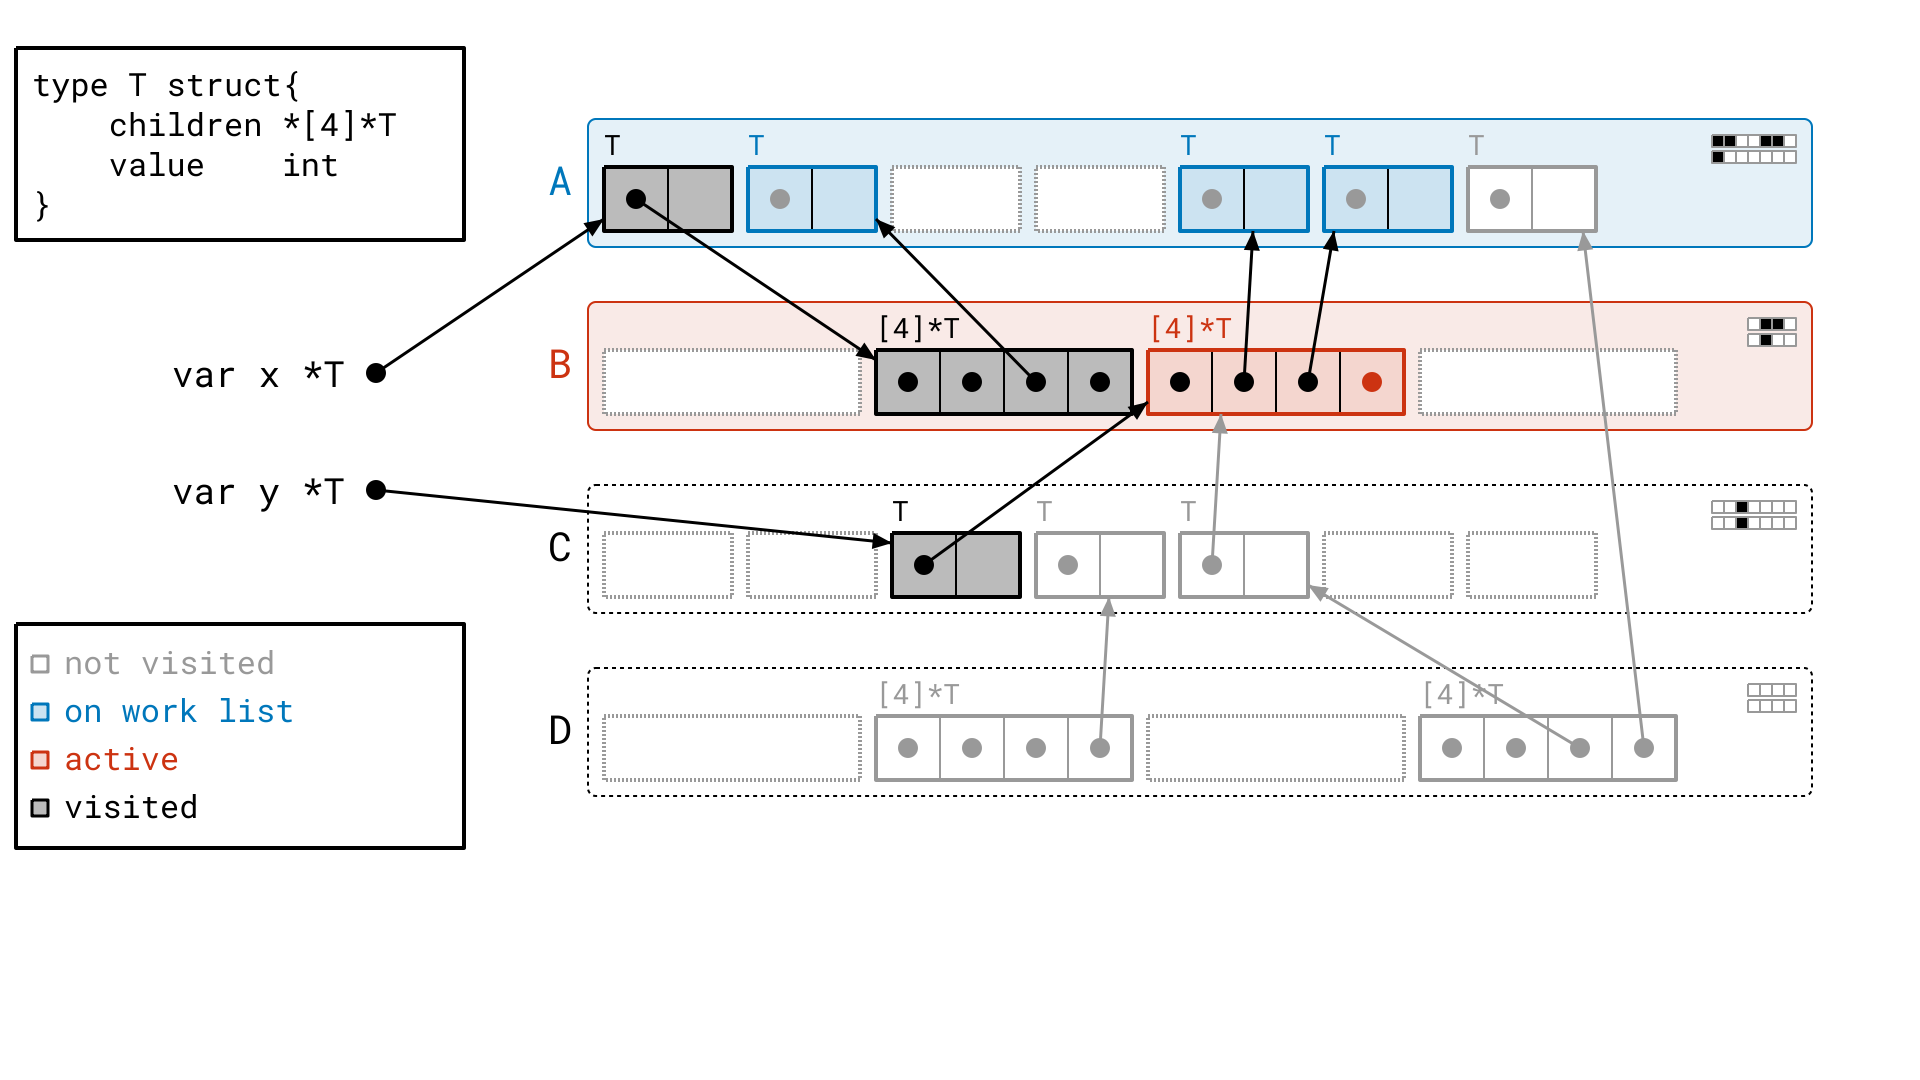 type T struct{
    children *[4]*T
    value    int
}
A
T T T T T
B
[4]*T [4]*T
var x *T
var y *T
C
T T T
D
[4]*T [4]*T
not visited
on work list
active
visited